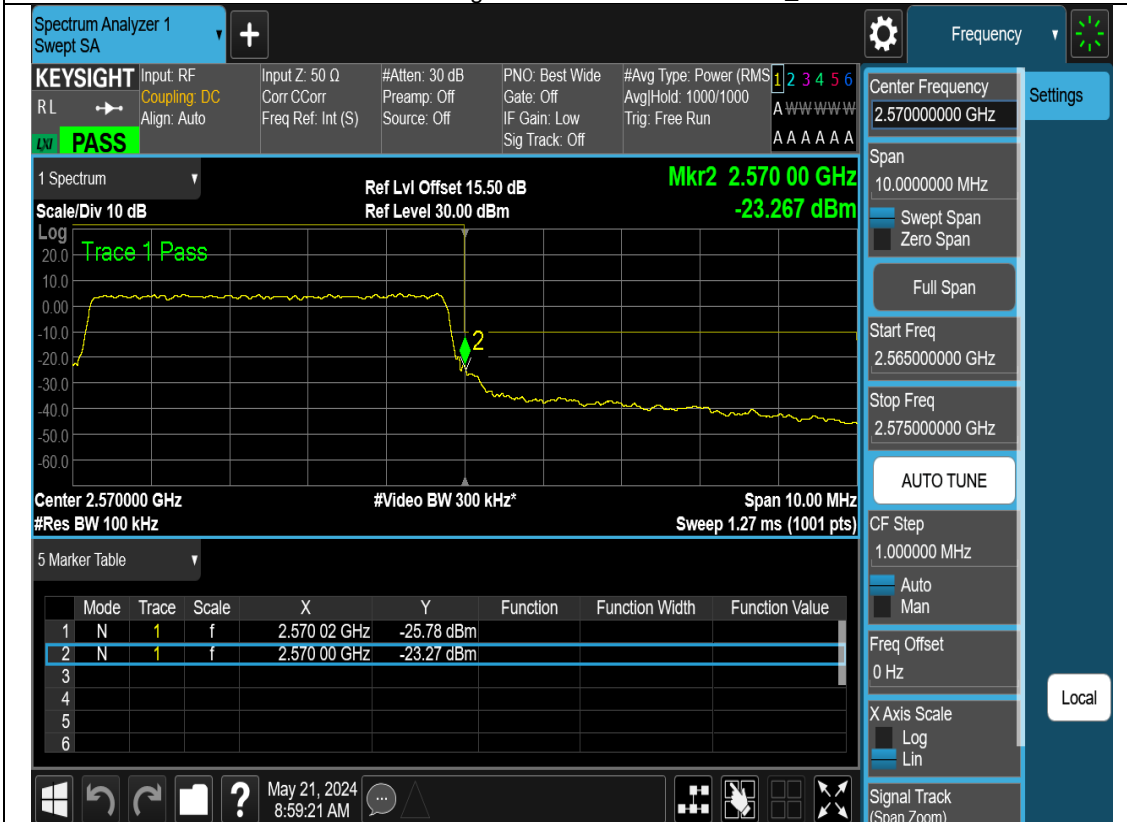 Spectrum Analyzer 1
Swept SA
+
Frequency
KEYSIGHT
RL
LXI
PASS
Input: RF
Coupling: DC
Align: Auto
Input Z: 50 Ω
Corr CCorr
Freq Ref: Int (S)
#Atten: 30 dB
Preamp: Off
Source: Off
PNO: Best Wide
Gate: Off
IF Gain: Low
Sig Track: Off
#Avg Type: Power (RMS
Avg|Hold: 1000/1000
Trig: Free Run
1 2 3 4 5 6
A W W W W W
A A A A A A
1 Spectrum
Scale/Div 10 dB
Ref Lvl Offset 15.50 dB
Ref Level 30.00 dBm
Mkr2 2.570 00 GHz
-23.267 dBm
Log
Trace 1 Pass
20.0
10.0
0.00
-10.0
-20.0
-30.0
-40.0
-50.0
-60.0
2
Center 2.570000 GHz
#Res BW 100 kHz
#Video BW 300 kHz*
Span 10.00 MHz
Sweep 1.27 ms (1001 pts)
5 Marker Table
Mode Trace Scale X Y Function Function Width Function Value
1 N 1 f 2.570 02 GHz -25.78 dBm
2 N 1 f 2.570 00 GHz -23.27 dBm
3
4
5
6
?
May 21, 2024
8:59:21 AM
Center Frequency
2.570000000 GHz
Span
10.0000000 MHz
Swept Span
Zero Span
Full Span
Start Freq
2.565000000 GHz
Stop Freq
2.575000000 GHz
AUTO TUNE
CF Step
1.000000 MHz
Auto
Man
Freq Offset
0 Hz
X Axis Scale
Log
Lin
Signal Track
(Span Zoom)
Settings
Local